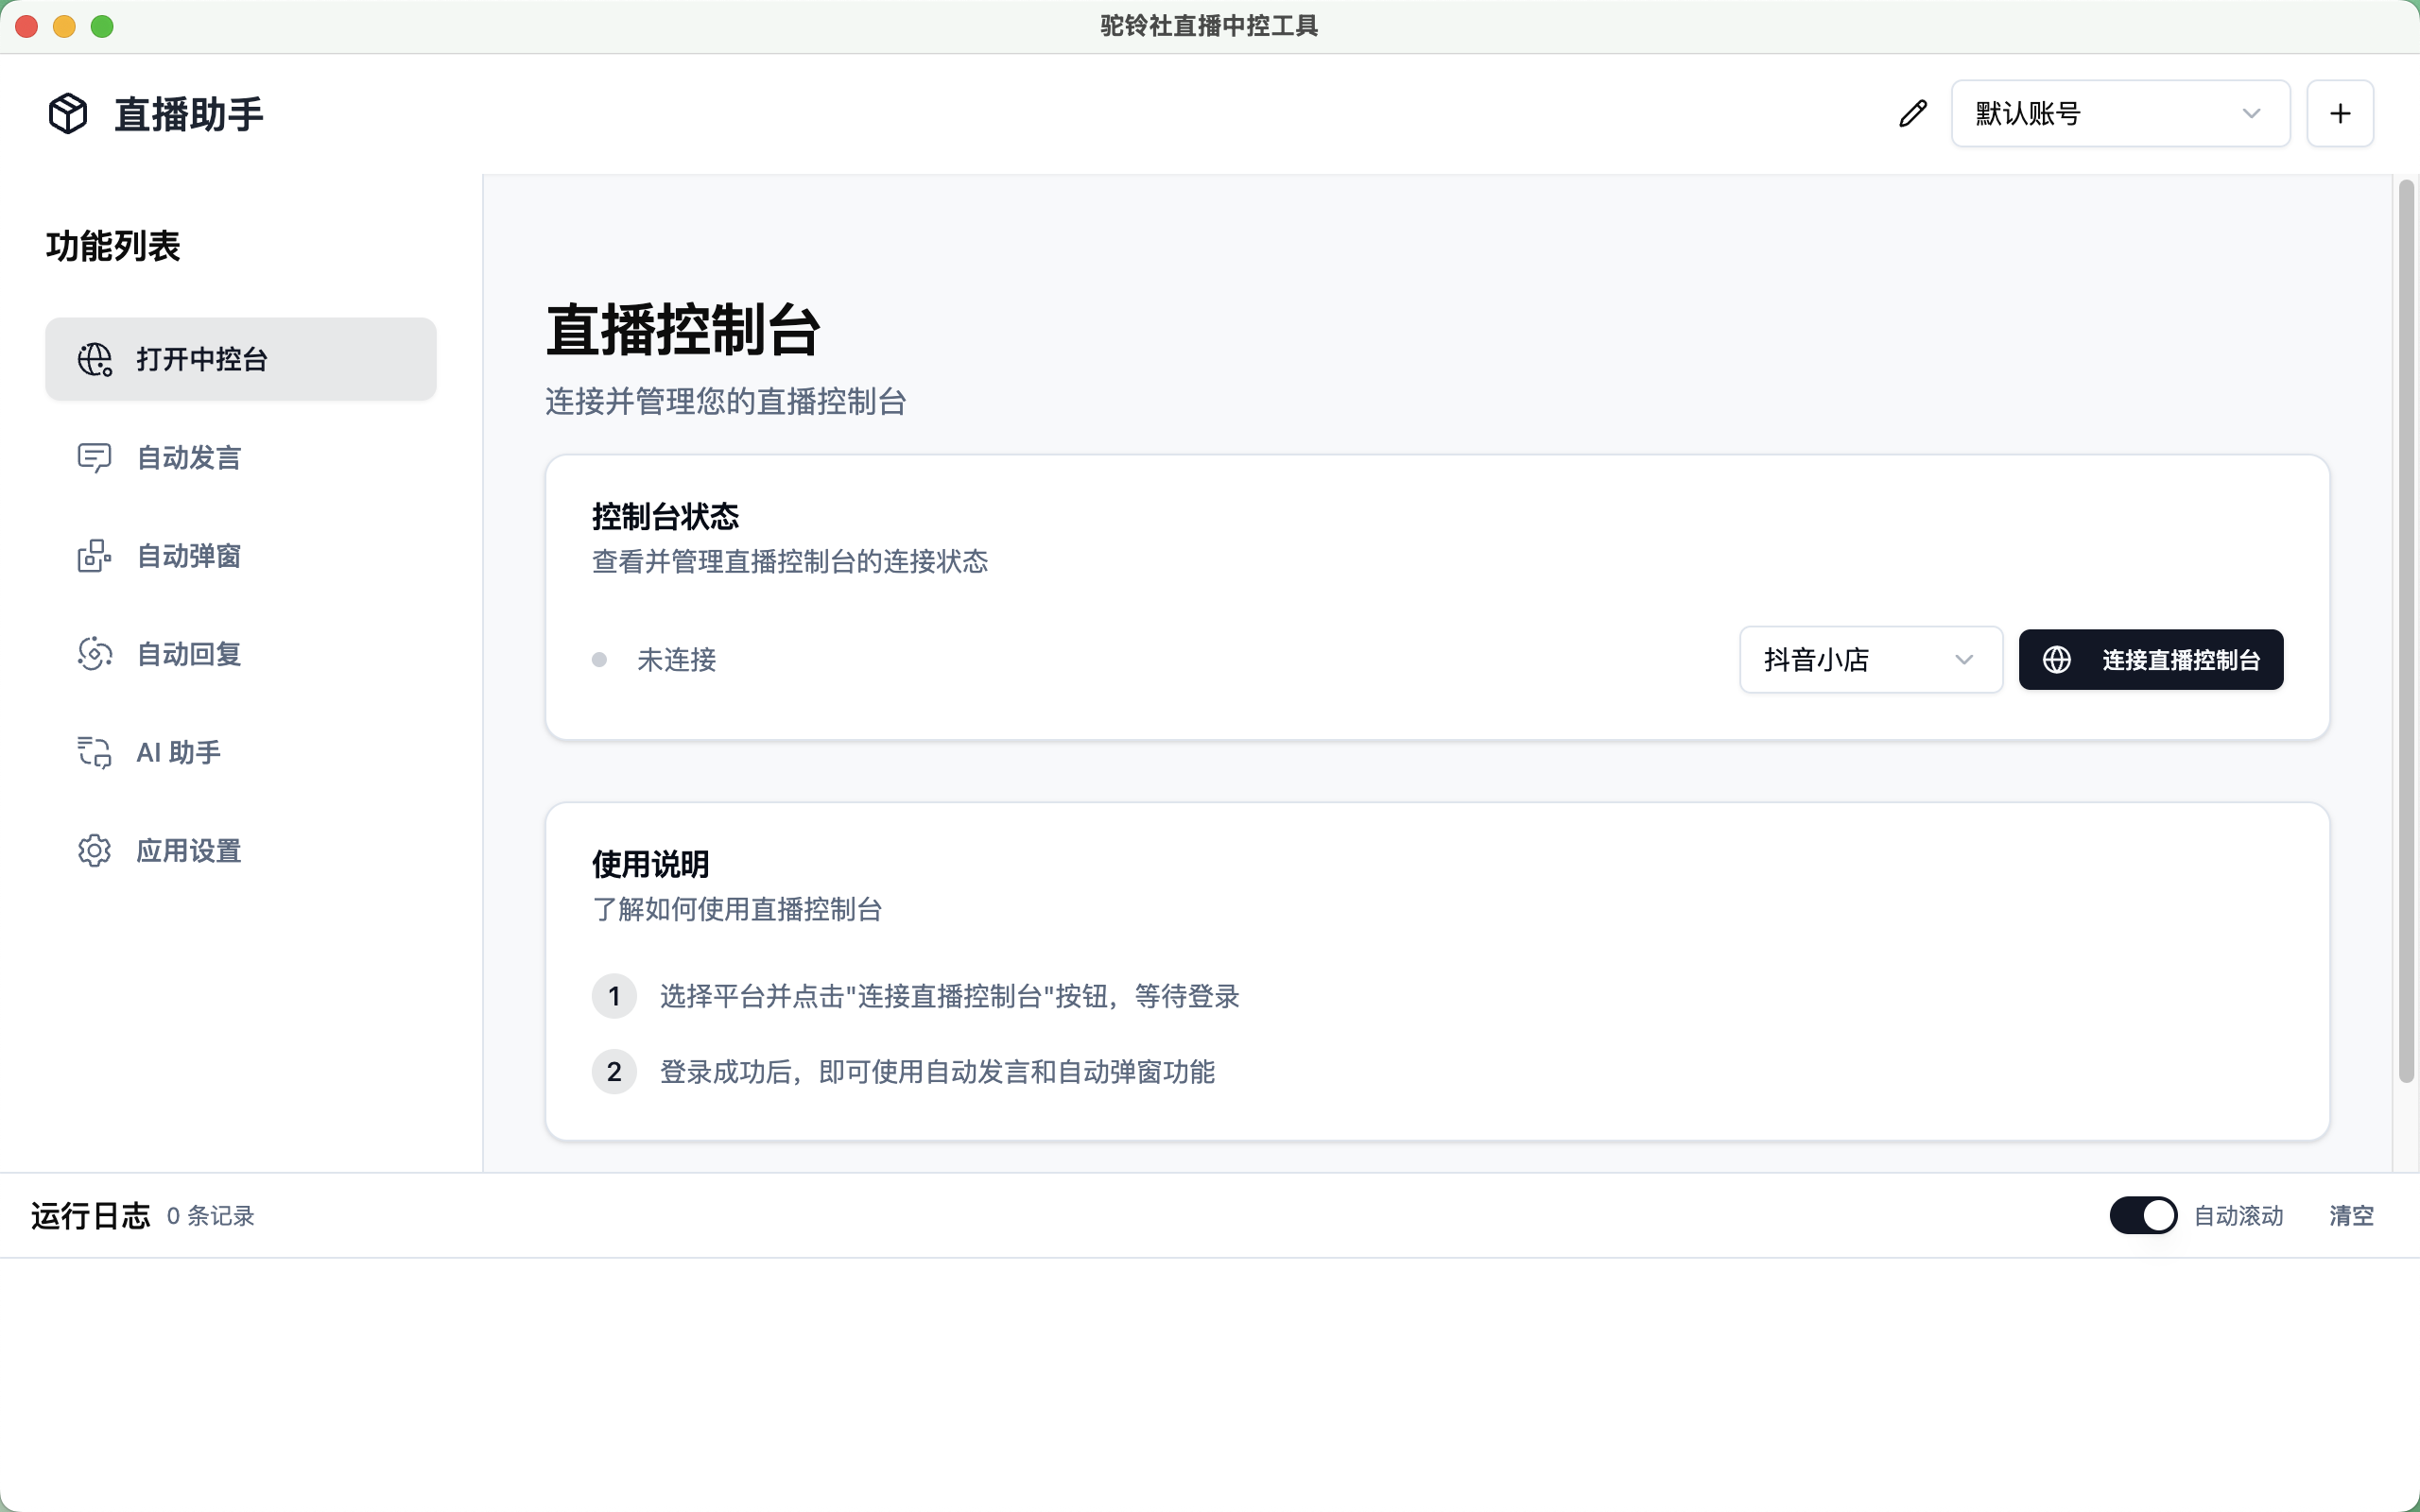 驼铃社直播中控工具
直播助手
默认账号
功能列表
打开中控台
自动发言
自动弹窗
自动回复
AI 助手
应用设置
直播控制台
连接并管理您的直播控制台
控制台状态
查看并管理直播控制台的连接状态
未连接
抖音小店
连接直播控制台
使用说明
了解如何使用直播控制台
1 选择平台并点击"连接直播控制台"按钮，等待登录
2 登录成功后，即可使用自动发言和自动弹窗功能
运行日志 0 条记录
自动滚动 清空